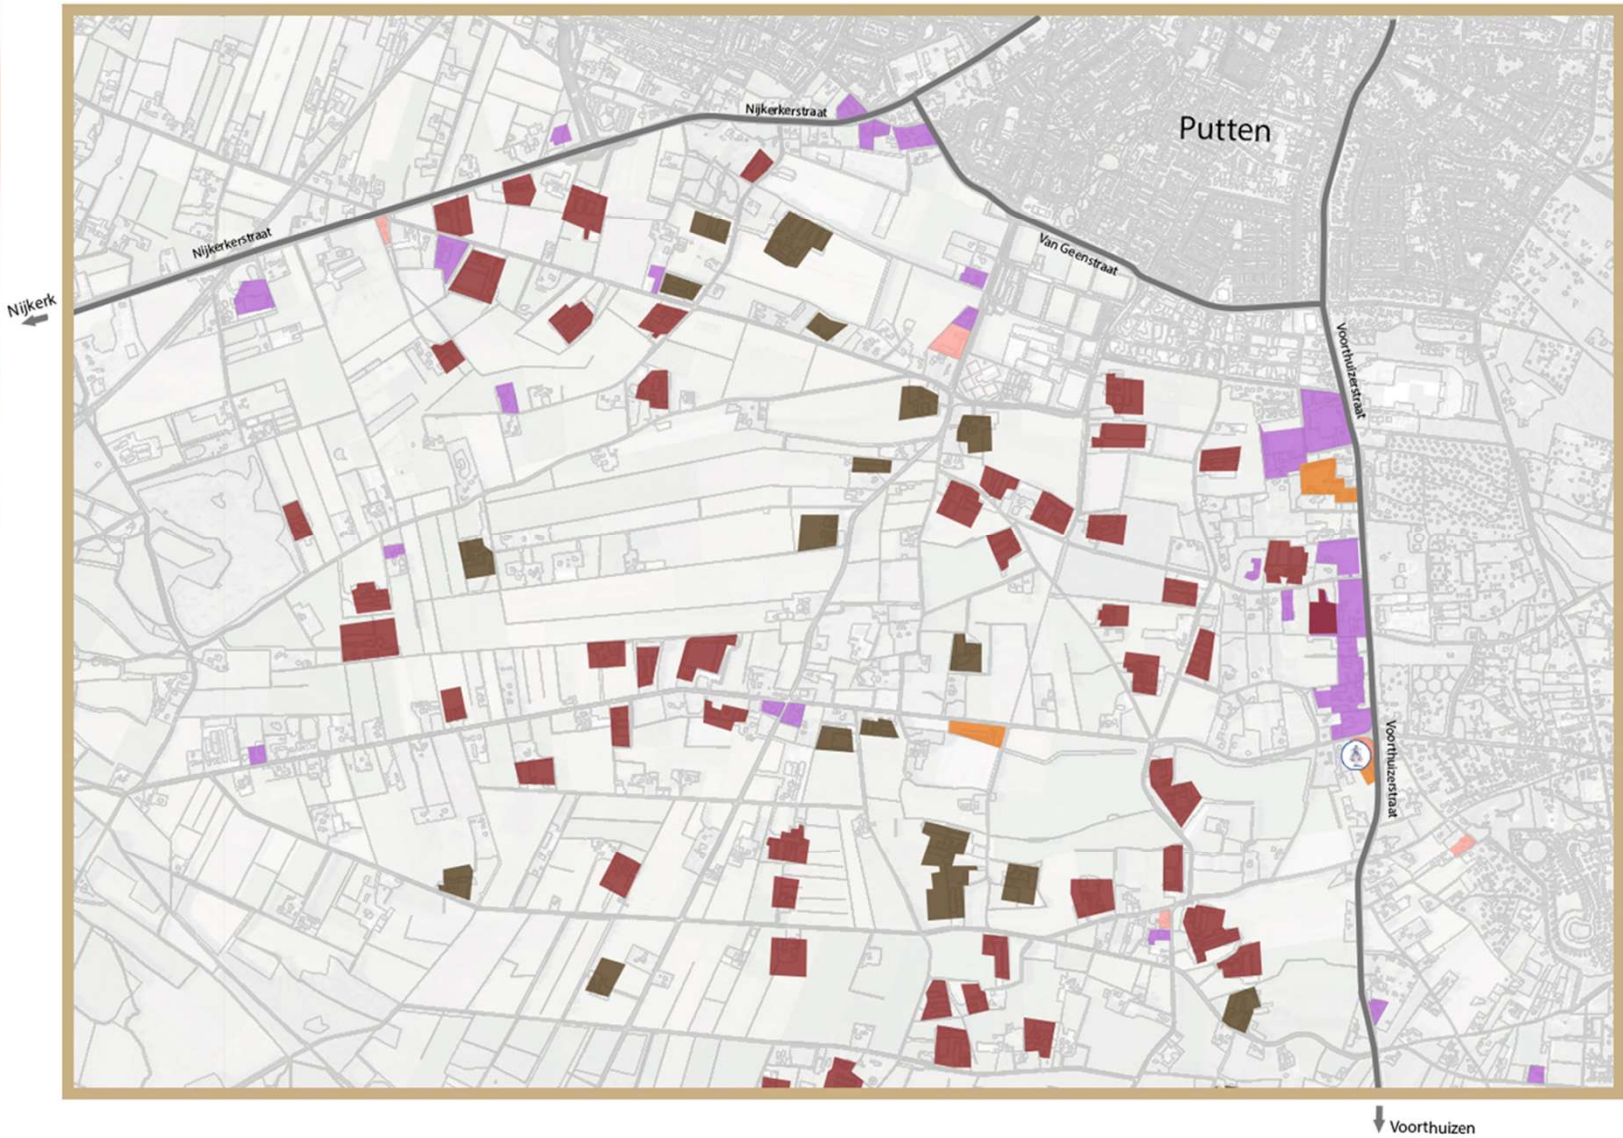 Nijkerkerstraat
Putten
Nijkerkerstraat
Van Geenstraat
Nijkerk
Voorthuizerstraat
Voorthuizerstraat
Voorthuizen